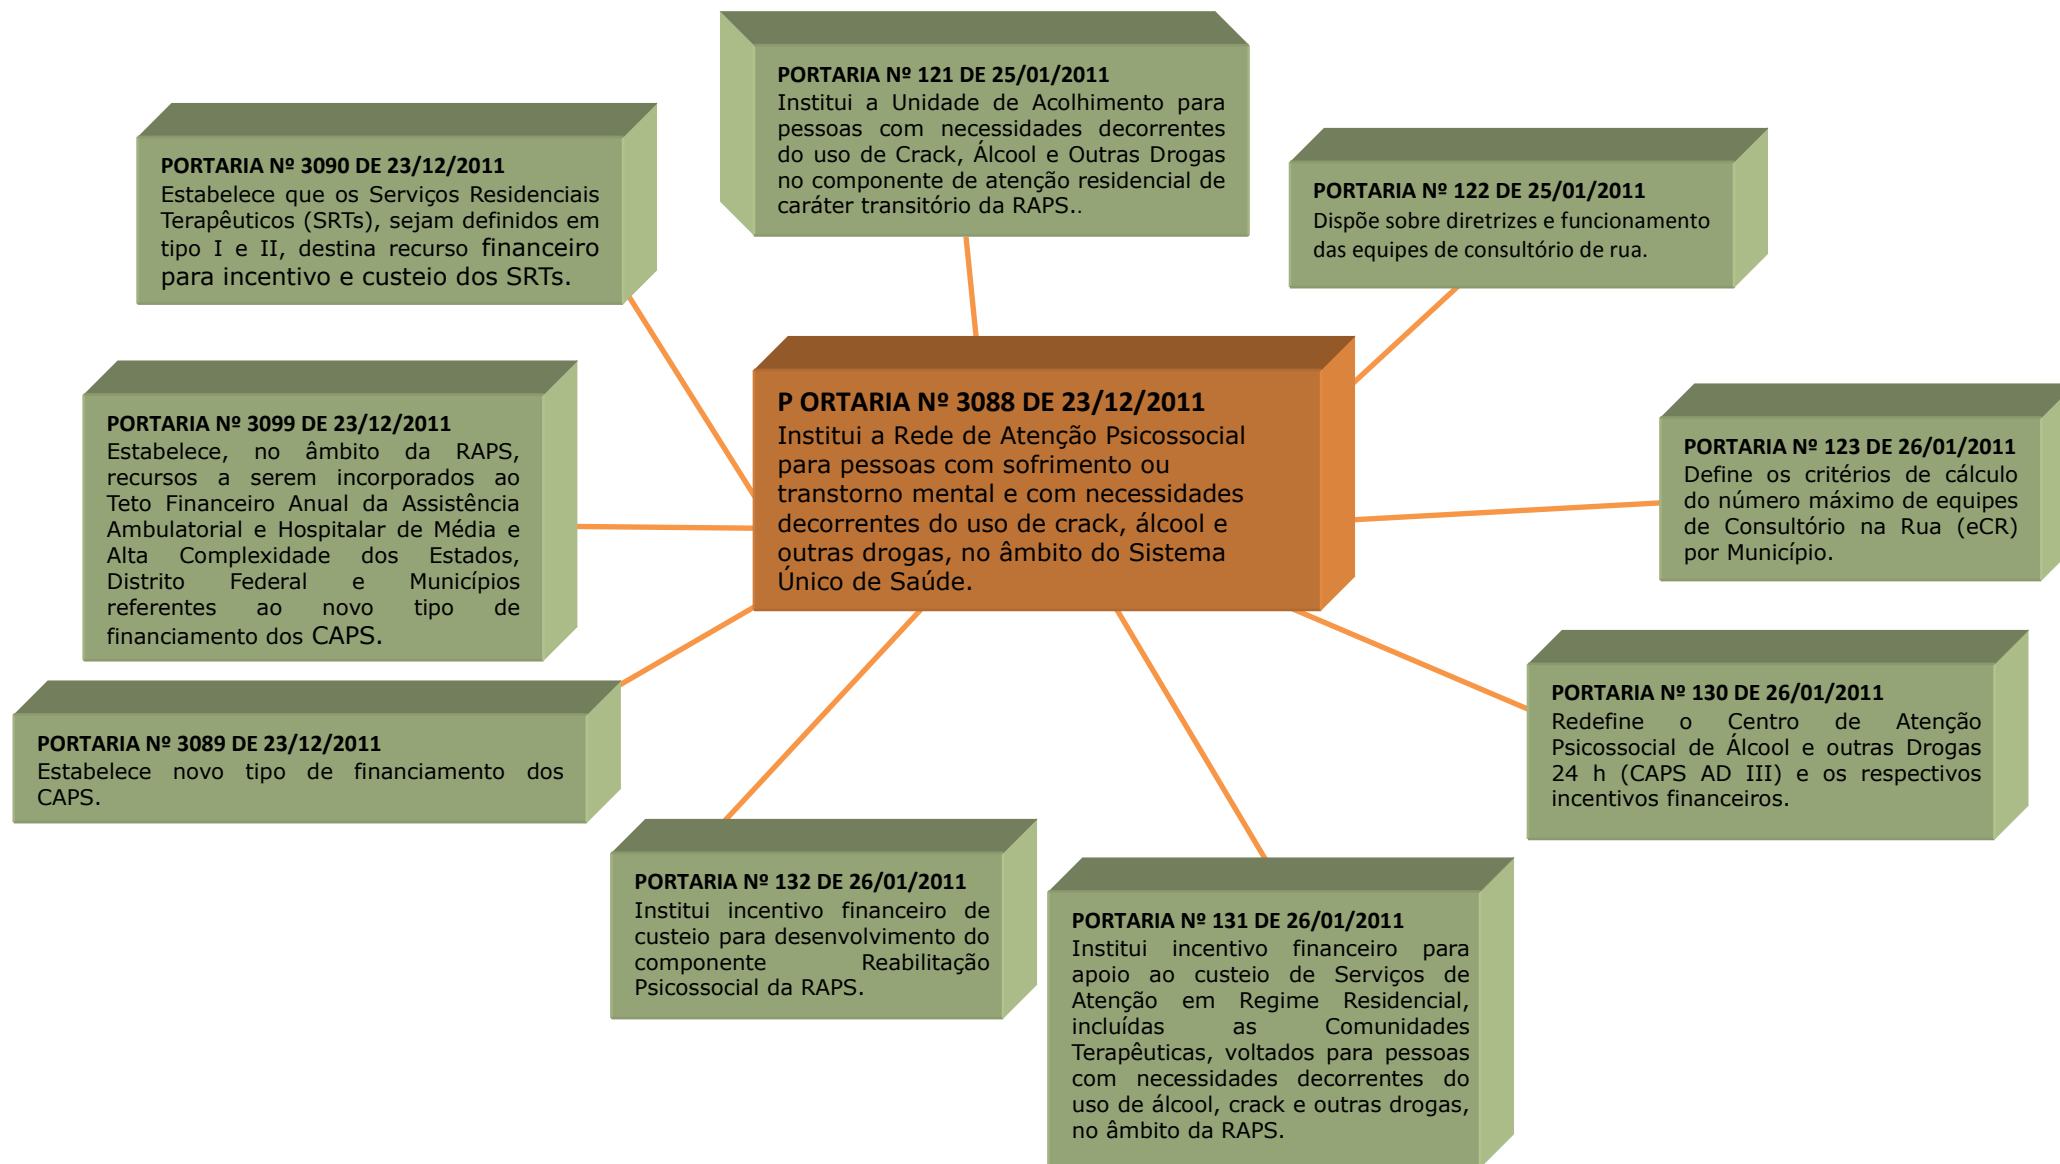 PORTARIA Nº 121 DE 25/01/2011
Institui a Unidade de Acolhimento para
pessoas com necessidades decorrentes
do uso de Crack, Álcool e Outras Drogas
no componente de atenção residencial de
caráter transitório da RAPS..
PORTARIA Nº 3090 DE 23/12/2011
Estabelece que os Serviços Residenciais
Terapêuticos (SRTs), sejam definidos em
tipo I e II, destina recurso financeiro
para incentivo e custeio dos SRTs.
PORTARIA Nº 122 DE 25/01/2011
Dispõe sobre diretrizes e funcionamento
das equipes de consultório de rua.
P ORTARIA Nº 3088 DE 23/12/2011
Institui a Rede de Atenção Psicossocial
para pessoas com sofrimento ou
transtorno mental e com necessidades
decorrentes do uso de crack, álcool e
outras drogas, no âmbito do Sistema
Único de Saúde.
PORTARIA Nº 3099 DE 23/12/2011
Estabelece, no âmbito da RAPS,
recursos a serem incorporados ao
Teto Financeiro Anual da Assistência
Ambulatorial e Hospitalar de Média e
Alta Complexidade dos Estados,
Distrito Federal e Municípios
referentes ao novo tipo de
financiamento dos CAPS.
PORTARIA Nº 123 DE 26/01/2011
Define os critérios de cálculo
do número máximo de equipes
de Consultório na Rua (eCR)
por Município.
PORTARIA Nº 3089 DE 23/12/2011
Estabelece novo tipo de financiamento dos
CAPS.
PORTARIA Nº 130 DE 26/01/2011
Redefine o Centro de Atenção
Psicossocial de Álcool e outras Drogas
24 h (CAPS AD III) e os respectivos
incentivos financeiros.
PORTARIA Nº 132 DE 26/01/2011
Institui incentivo financeiro de
custeio para desenvolvimento do
componente Reabilitação
Psicossocial da RAPS.
PORTARIA Nº 131 DE 26/01/2011
Institui incentivo financeiro para
apoio ao custeio de Serviços de
Atenção em Regime Residencial,
incluídas as Comunidades
Terapêuticas, voltados para pessoas
com necessidades decorrentes do
uso de álcool, crack e outras drogas,
no âmbito da RAPS.